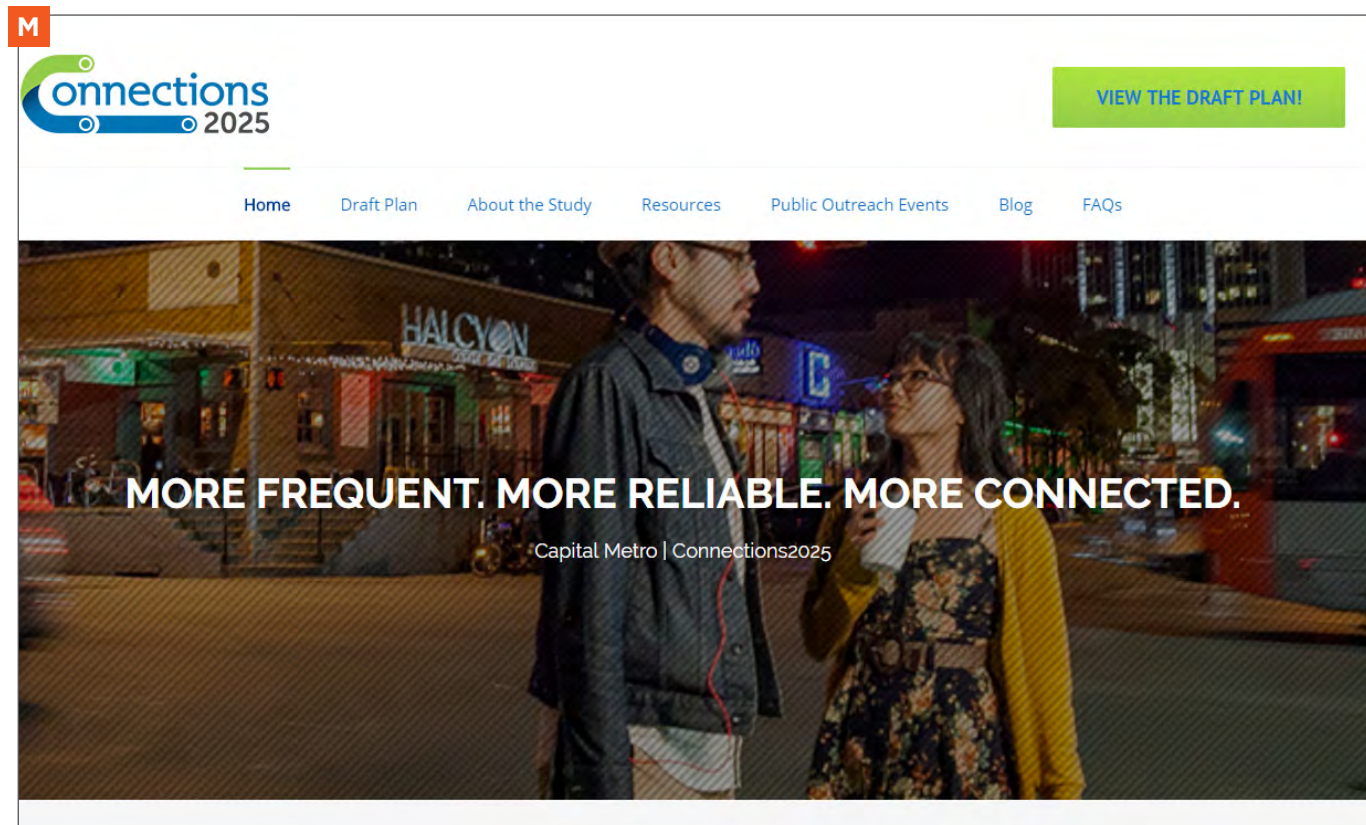 M
Connections
2025
VIEW THE DRAFT PLAN!
Home Draft Plan About the Study Resources Public Outreach Events Blog FAQs
HALCYON
MORE FREQUENT. MORE RELIABLE. MORE CONNECTED.
Capital Metro | Connections2025